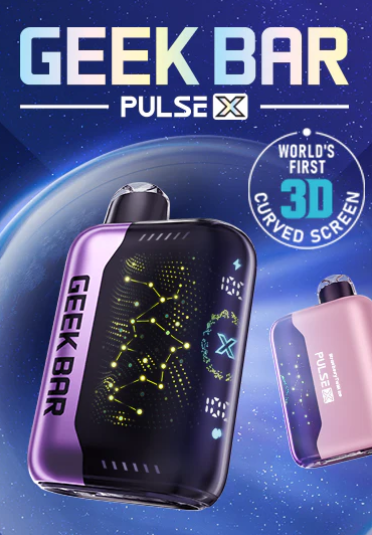 GEEK BAR
PULSE X
WORLD'S
FIRST
3D
CURVED SCREEN
GEEK BAR
X
PULSE X